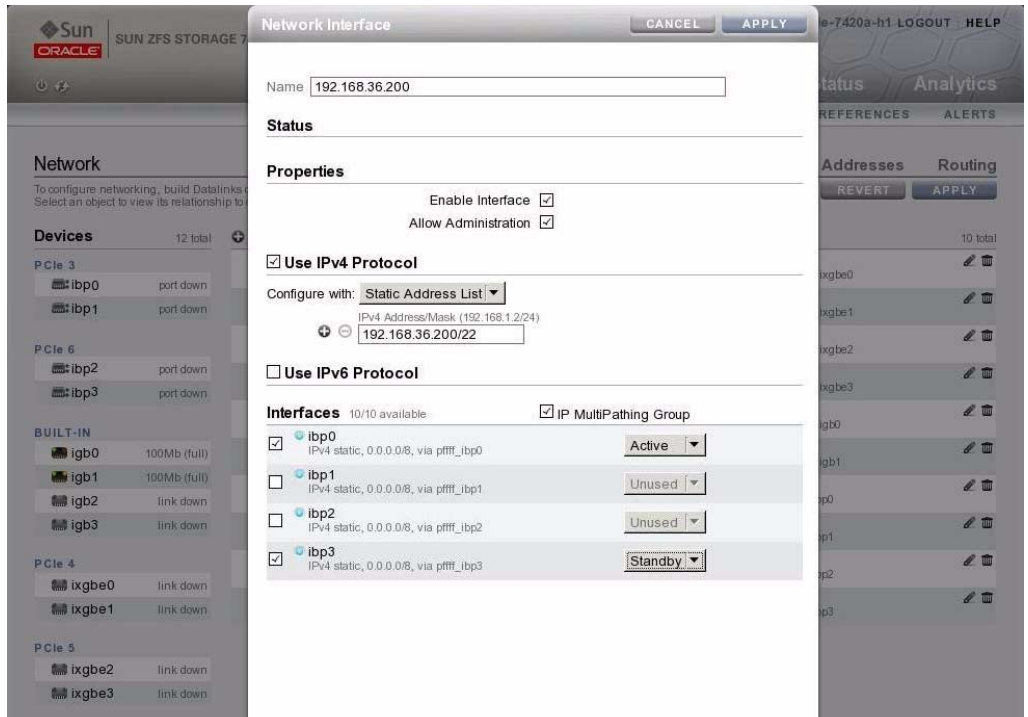 Sun
ORACLE
SUN ZFS STORAGE 7
e-7420a-h1 LOGOUT HELP
Status Analytics
REFERENCES ALERTS
Network Interface
CANCEL APPLY
Name 192.168.36.200
Status
Properties
Enable Interface
Allow Administration
Use IPv4 Protocol
Configure with: Static Address List
IPv4 Address/Mask (192.168.1.2/24)
192.168.36.200/22
Use IPv6 Protocol
Interfaces 10/10 available
IP MultiPathing Group
ibp0 Active
IPv4 static, 0.0.0.0/8, via pffff_ibp0
ibp1 Unused
IPv4 static, 0.0.0.0/8, via pffff_ibp1
ibp2 Unused
IPv4 static, 0.0.0.0/8, via pffff_ibp2
ibp3 Standby
IPv4 static, 0.0.0.0/8, via pffff_ibp3
Network
To configure networking, build Datalinks
Select an object to view its relationship to
Devices 12 total
PCIe 3
ibp0 port down
ibp1 port down
PCIe 6
ibp2 port down
ibp3 port down
BUILT-IN
igb0 100Mb (full)
igb1 100Mb (full)
igb2 link down
igb3 link down
PCIe 4
ixgbe0 link down
ixgbe1 link down
PCIe 5
ixgbe2 link down
ixgbe3 link down
Addresses Routing
REVERT APPLY
10 total
ixgbe0
ixgbe1
ixgbe2
ixgbe3
igb0
igb1
bp0
bp1
bp2
bp3